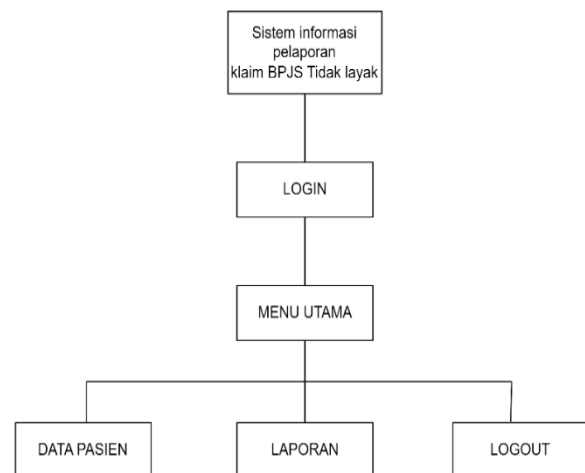 Sistem informasi
pelaporan
klaim BPJS Tidak layak
LOGIN
MENU UTAMA
DATA PASIEN
LAPORAN
LOGOUT